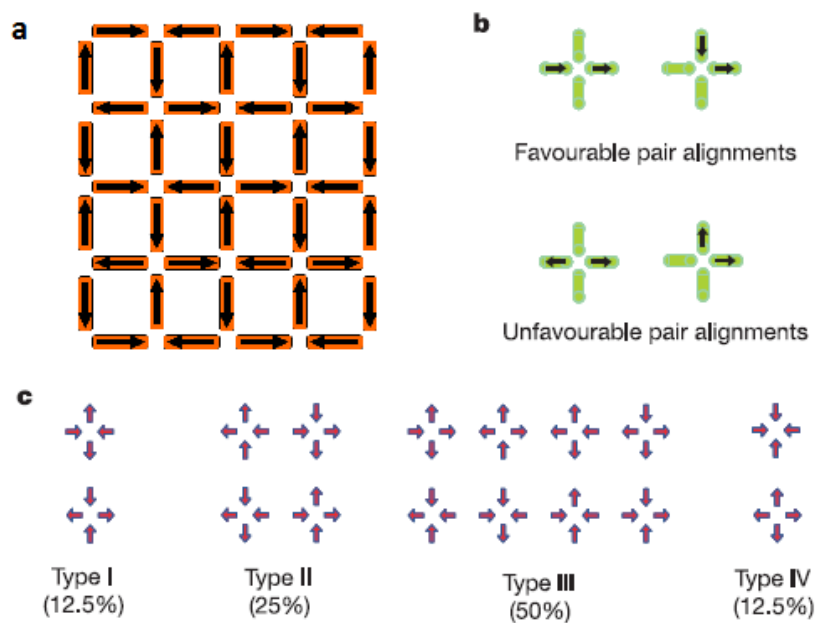 a
b
Favourable pair alignments
Unfavourable pair alignments
c
Type I
(12.5%)
Type II
(25%)
Type III
(50%)
Type IV
(12.5%)